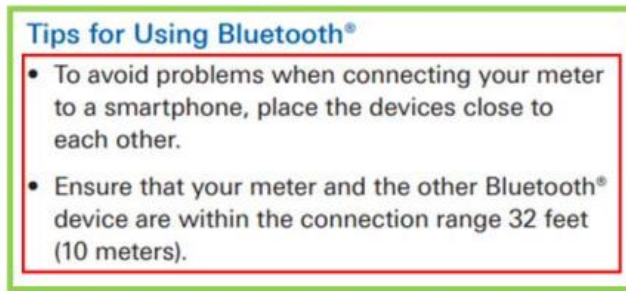 Tips for Using Bluetooth®
• To avoid problems when connecting your meter
to a smartphone, place the devices close to
each other.
• Ensure that your meter and the other Bluetooth®
device are within the connection range 32 feet
(10 meters).